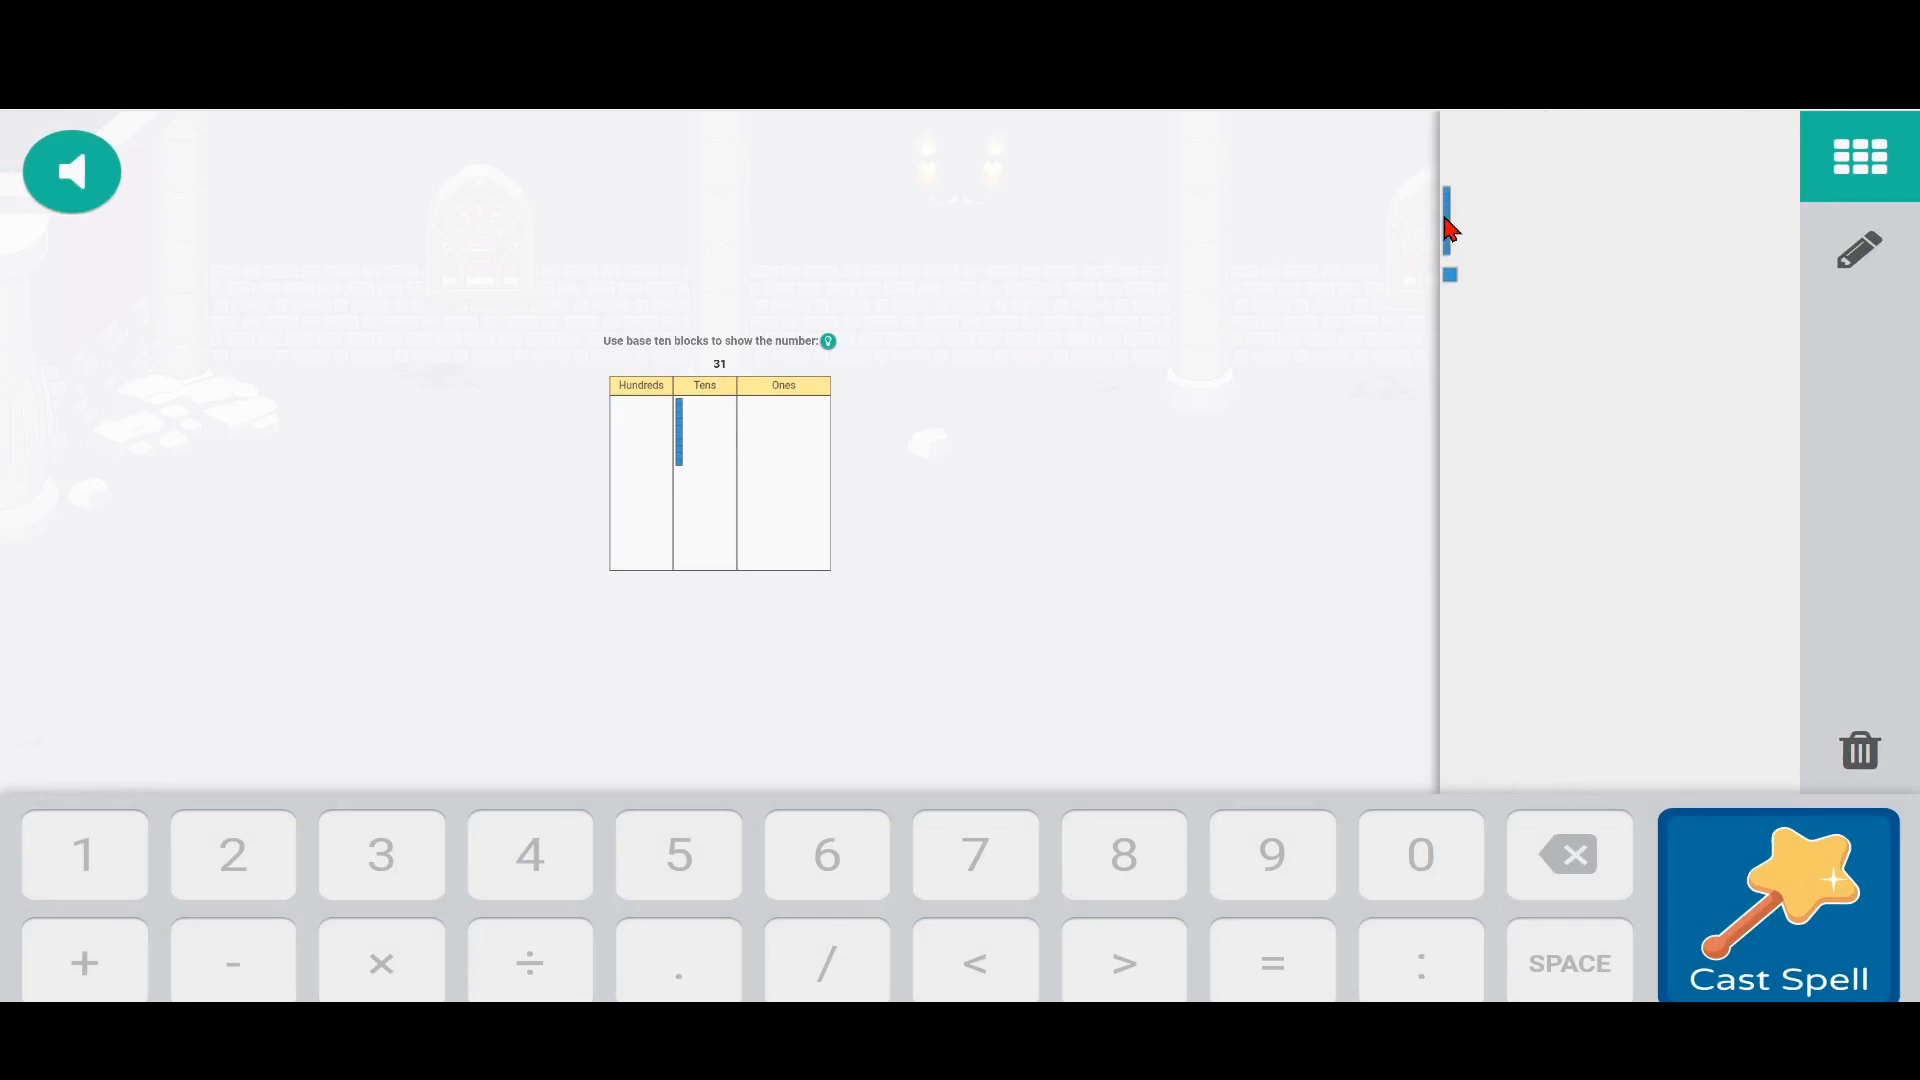 Use base ten blocks to show the number:
31
Hundreds Tens Ones
1 2 3 4 5 6 7 8 9 0
+ - × ÷ . / < > = : SPACE
Cast Spell